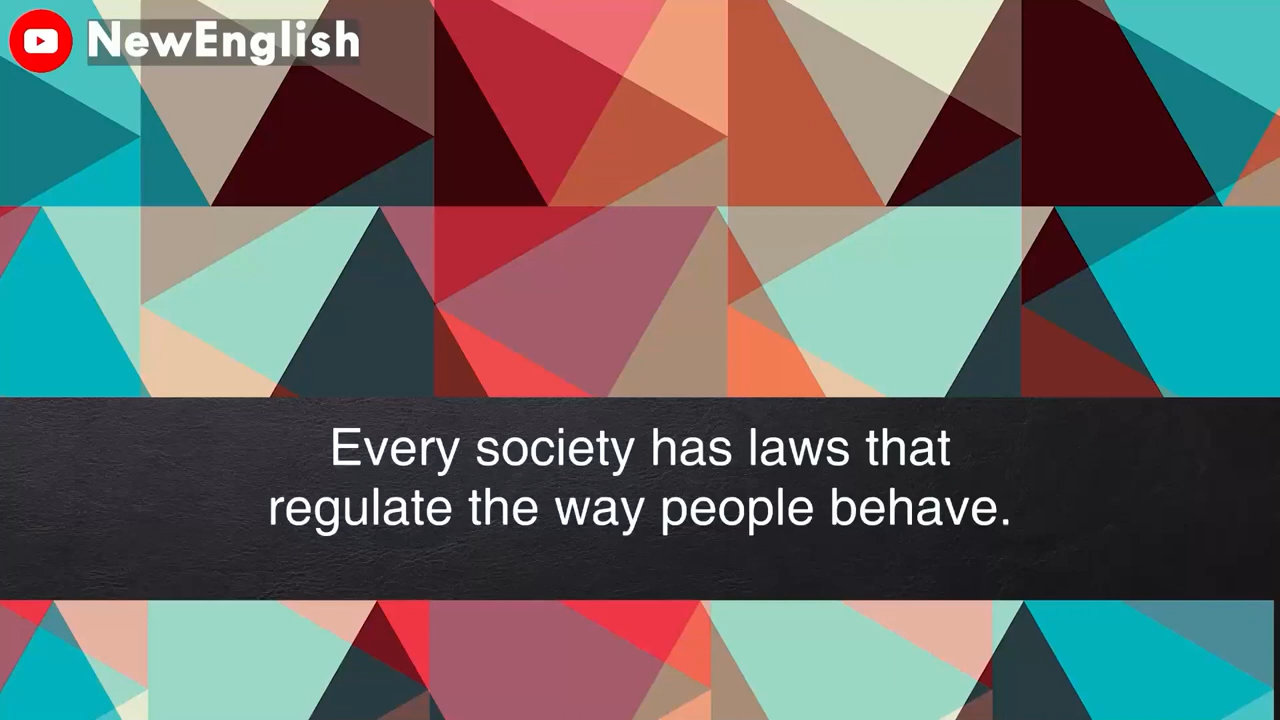 NewEnglish
Every society has laws that
regulate the way people behave.